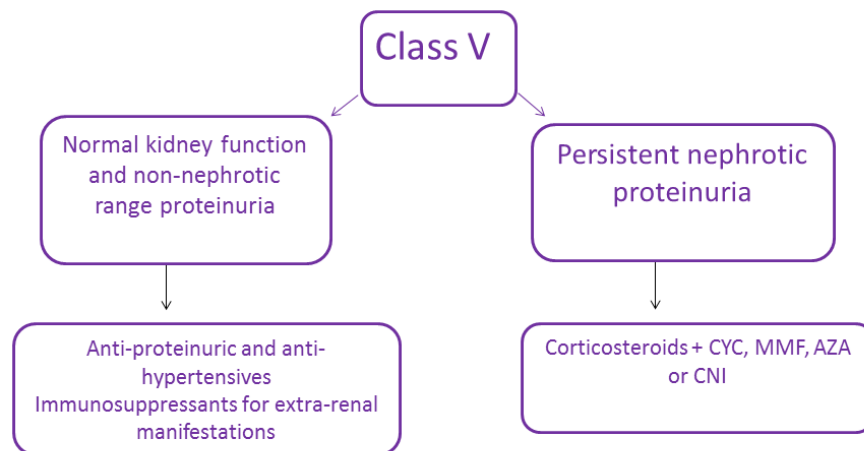 Class V
Normal kidney function
and non-nephrotic
range proteinuria
Persistent nephrotic
proteinuria
Anti-proteinuric and anti-
hypertensives
Immunosuppressants for extra-renal
manifestations
Corticosteroids + CYC, MMF, AZA
or CNI